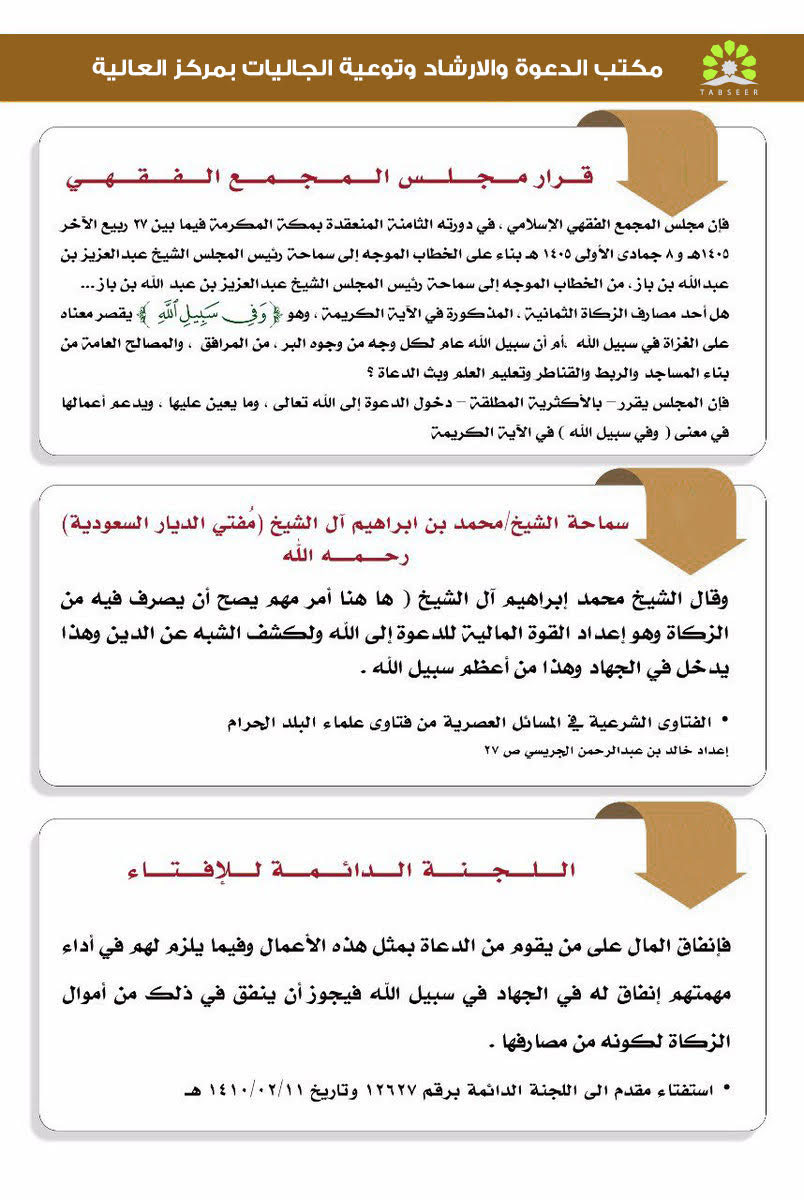 مكتب الدعوة والارشاد وتوعية الجاليات بمركز العالية
TABSEER
قرار مجلس المجمع الفقهي
فإن مجلس المجمع الفقهي الإسلامي ، في دورته الثامنة المنعقدة بمكة المكرمة فيما بين ٢٧ ربيع الآخر
١٤٠٥هـ و ٨ جمادى الأولى ١٤٠٥ هـ بناء على الخطاب الموجه إلى سماحة رئيس المجلس الشيخ عبدالعزيز بن
عبدالله بن باز، من الخطاب الموجه إلى سماحة رئيس المجلس الشيخ عبدالعزيز بن عبد الله بن باز...
هل أحد مصارف الزكاة الثمانية ، المذكورة في الآية الكريمة ، وهو ﴿وَفِي سَبِيلِ ٱللَّهِ ﴾ يقصر معناه
على الغزاة في سبيل الله ،أم أن سبيل الله عام لكل وجه من وجوه البر ، من المرافق ، والمصالح العامة من
بناء المساجد والربط والقناطر وتعليم العلم وبث الدعاة ؟
فإن المجلس يقرر– بالأكثرية المطلقة – دخول الدعوة إلى الله تعالى ، وما يعين عليها ، ويدعم أعمالها
في معنى ( وفي سبيل الله ) في الآية الكريمة
سماحة الشيخ/محمد بن ابراهيم آل الشيخ (مُفتي الديار السعودية)
رحمه الله
وقال الشيخ محمد إبراهيم آل الشيخ ( ها هنا أمر مهم يصح أن يصرف فيه من
الزكاة وهو إعداد القوة المالية للدعوة إلى الله ولكشف الشبه عن الدين وهذا
يدخل في الجهاد وهذا من أعظم سبيل الله .
• الفتاوى الشرعية في المسائل العصرية من فتاوى علماء البلد الحرام
إعداد خالد بن عبدالرحمن الجريسي ص ٢٧
اللجنة الدائمة للإفتاء
فإنفاق المال على من يقوم من الدعاة بمثل هذه الأعمال وفيما يلزم لهم في أداء
مهمتهم إنفاق له في الجهاد في سبيل الله فيجوز أن ينفق في ذلك من أموال
الزكاة لكونه من مصارفها .
• استفتاء مقدم الى اللجنة الدائمة برقم ١٢٦٢٧ وتاريخ ١٤١٠/٠٢/١١ هـ